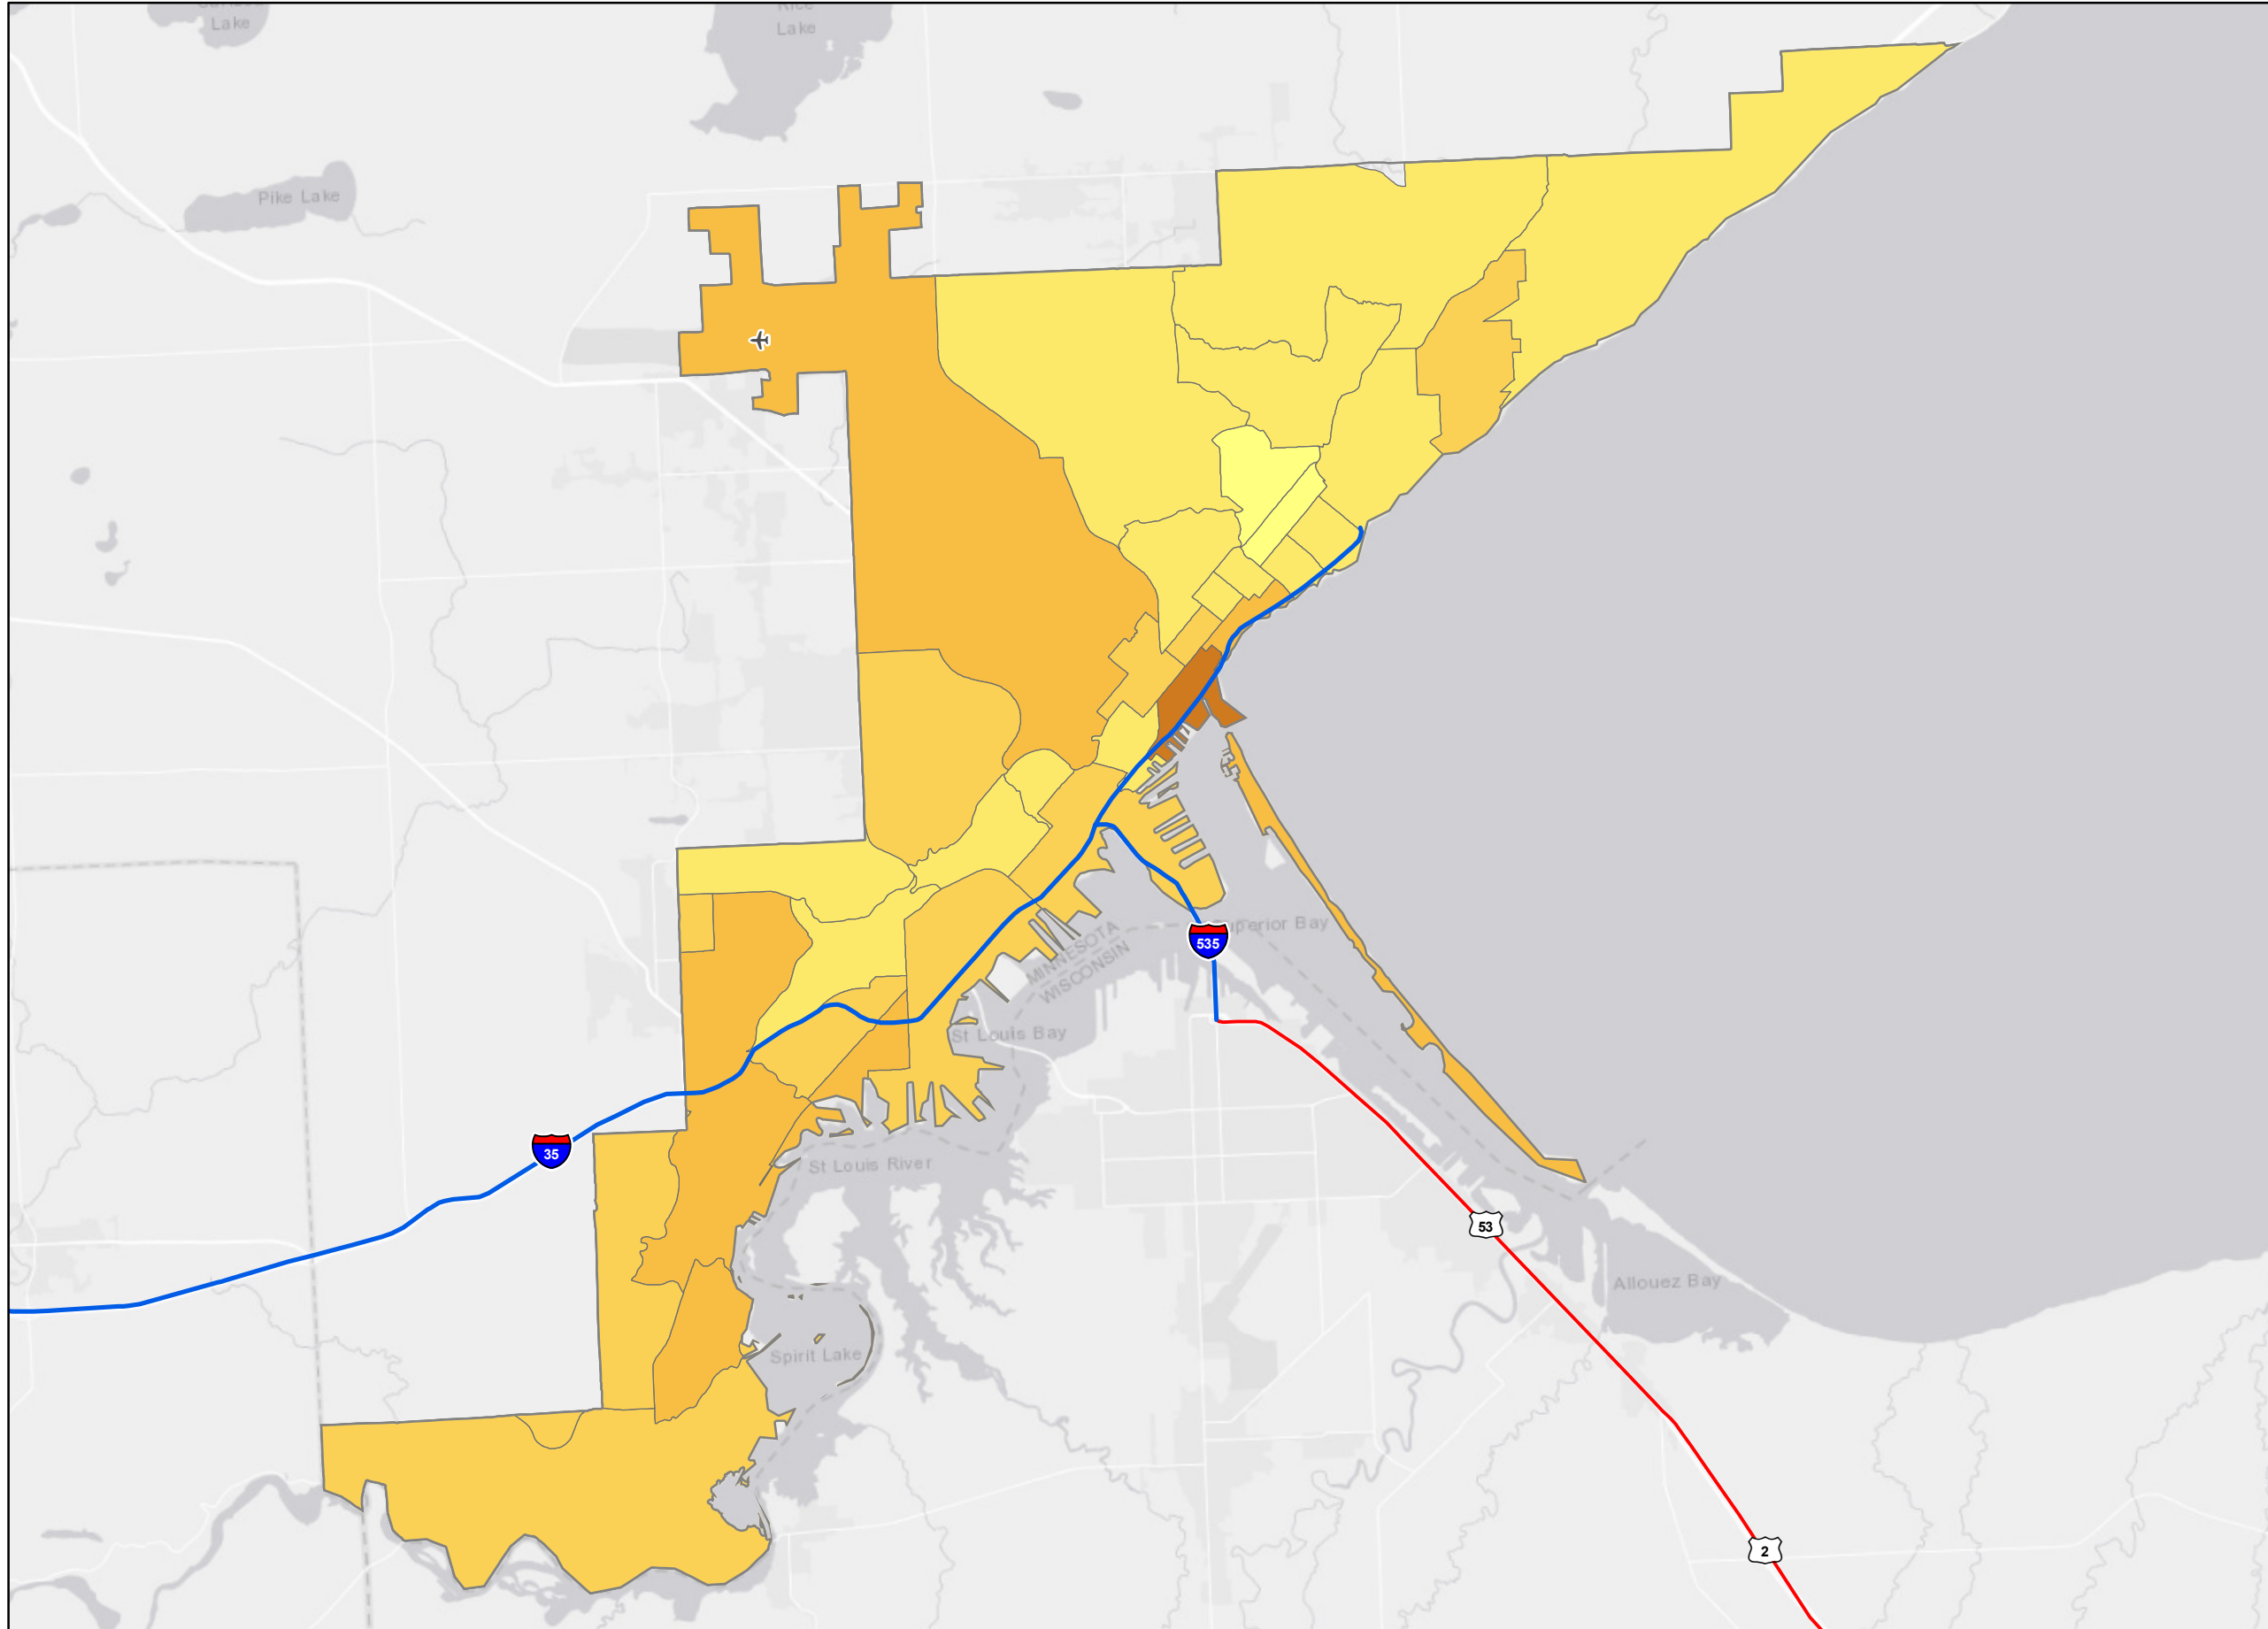 Lake
Rice
Lake
Pike Lake
Superior Bay
535
MINNESOTA
WISCONSIN
St Louis Bay
35
St Louis River
53
Allouez Bay
Spirit Lake
2